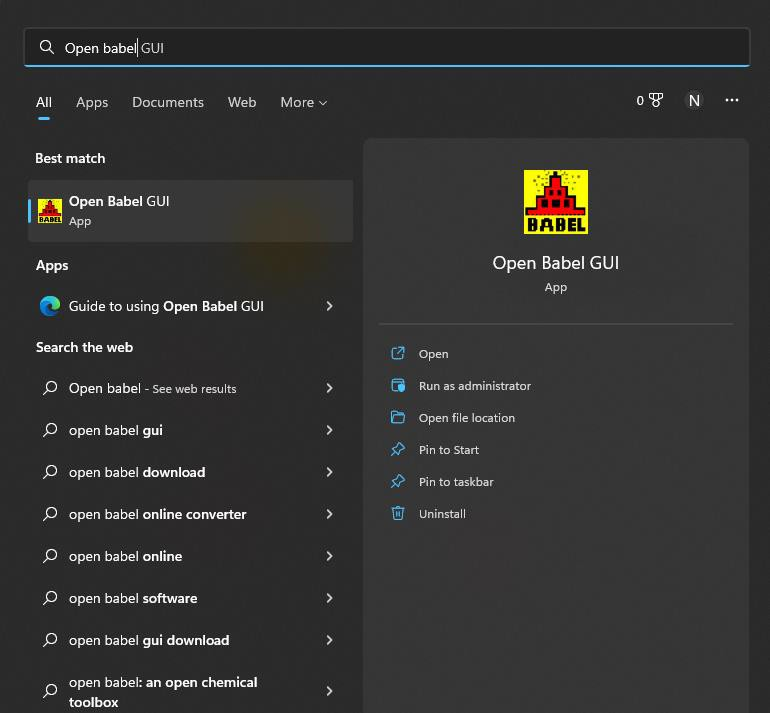 Open babel GUI
All Apps Documents Web More
0 N
Best match
Open Babel GUI
App
Apps
Guide to using Open Babel GUI
Search the web
Open babel - See web results
open babel gui
open babel download
open babel online converter
open babel online
open babel software
open babel gui download
open babel: an open chemical
toolbox
BABEL
Open Babel GUI
App
Open
Run as administrator
Open file location
Pin to Start
Pin to taskbar
Uninstall